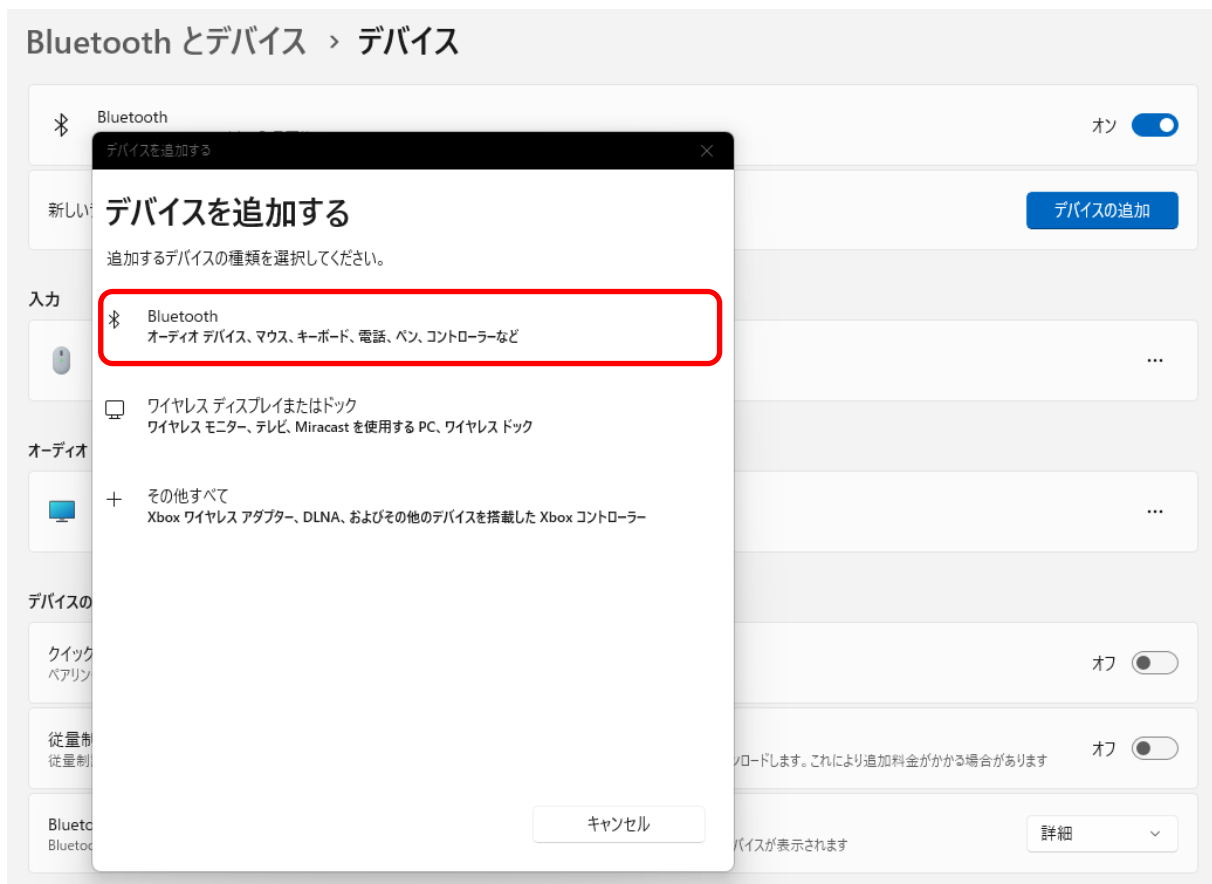 Bluetooth とデバイス › デバイス
Bluetooth
オン
デバイスを追加する
新しい
デバイスを追加する
デバイスの追加
追加するデバイスの種類を選択してください。
入力
Bluetooth
オーディオ デバイス、マウス、キーボード、電話、ペン、コントローラーなど
ワイヤレス ディスプレイまたはドック
ワイヤレス モニター、テレビ、Miracast を使用する PC、ワイヤレス ドック
オーディオ
その他すべて
Xbox ワイヤレス アダプター、DLNA、およびその他のデバイスを搭載した Xbox コントローラー
デバイスの
クイック
ペアリン
オフ
従量制
従量制
ンロードします。これにより追加料金がかかる場合があります
オフ
キャンセル
Bluetoo
Bluetoo
バイスが表示されます
詳細